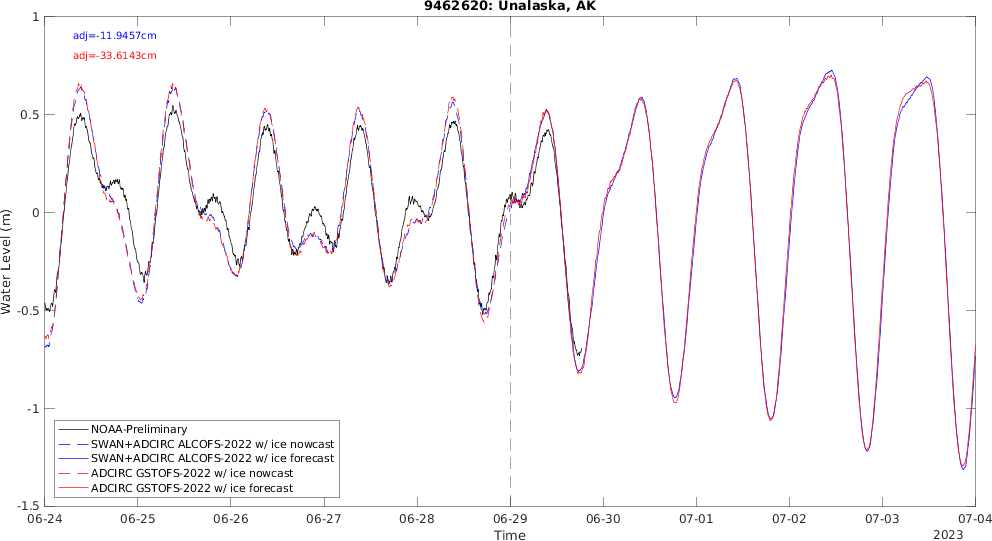 9462620: Unalaska, AK
adj=-11.9457cm
adj=-33.6143cm
Water Level (m)
1
0.5
0
-0.5
-1
-1.5
NOAA-Preliminary
SWAN+ADCIRC ALCOFS-2022 w/ ice nowcast
SWAN+ADCIRC ALCOFS-2022 w/ ice forecast
ADCIRC GSTOFS-2022 w/ ice nowcast
ADCIRC GSTOFS-2022 w/ ice forecast
06-24 06-25 06-26 06-27 06-28 06-29 06-30 07-01 07-02 07-03 07-04
Time
2023